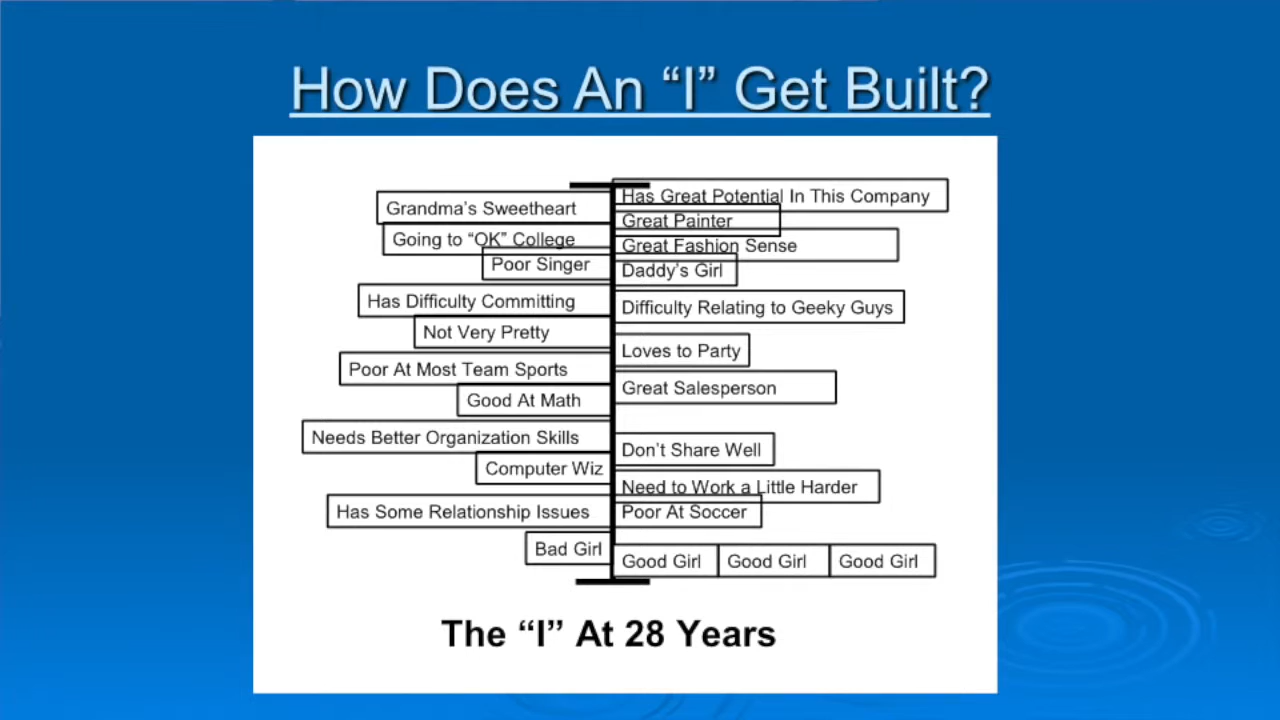 How Does An “I” Get Built?
Grandma’s Sweetheart
Going to “OK” College
Poor Singer
Has Difficulty Committing
Not Very Pretty
Poor At Most Team Sports
Good At Math
Needs Better Organization Skills
Computer Wiz
Has Some Relationship Issues
Bad Girl
Has Great Potential In This Company
Great Painter
Great Fashion Sense
Daddy’s Girl
Difficulty Relating to Geeky Guys
Loves to Party
Great Salesperson
Don’t Share Well
Need to Work a Little Harder
Poor At Soccer
Good Girl Good Girl Good Girl
The “I” At 28 Years